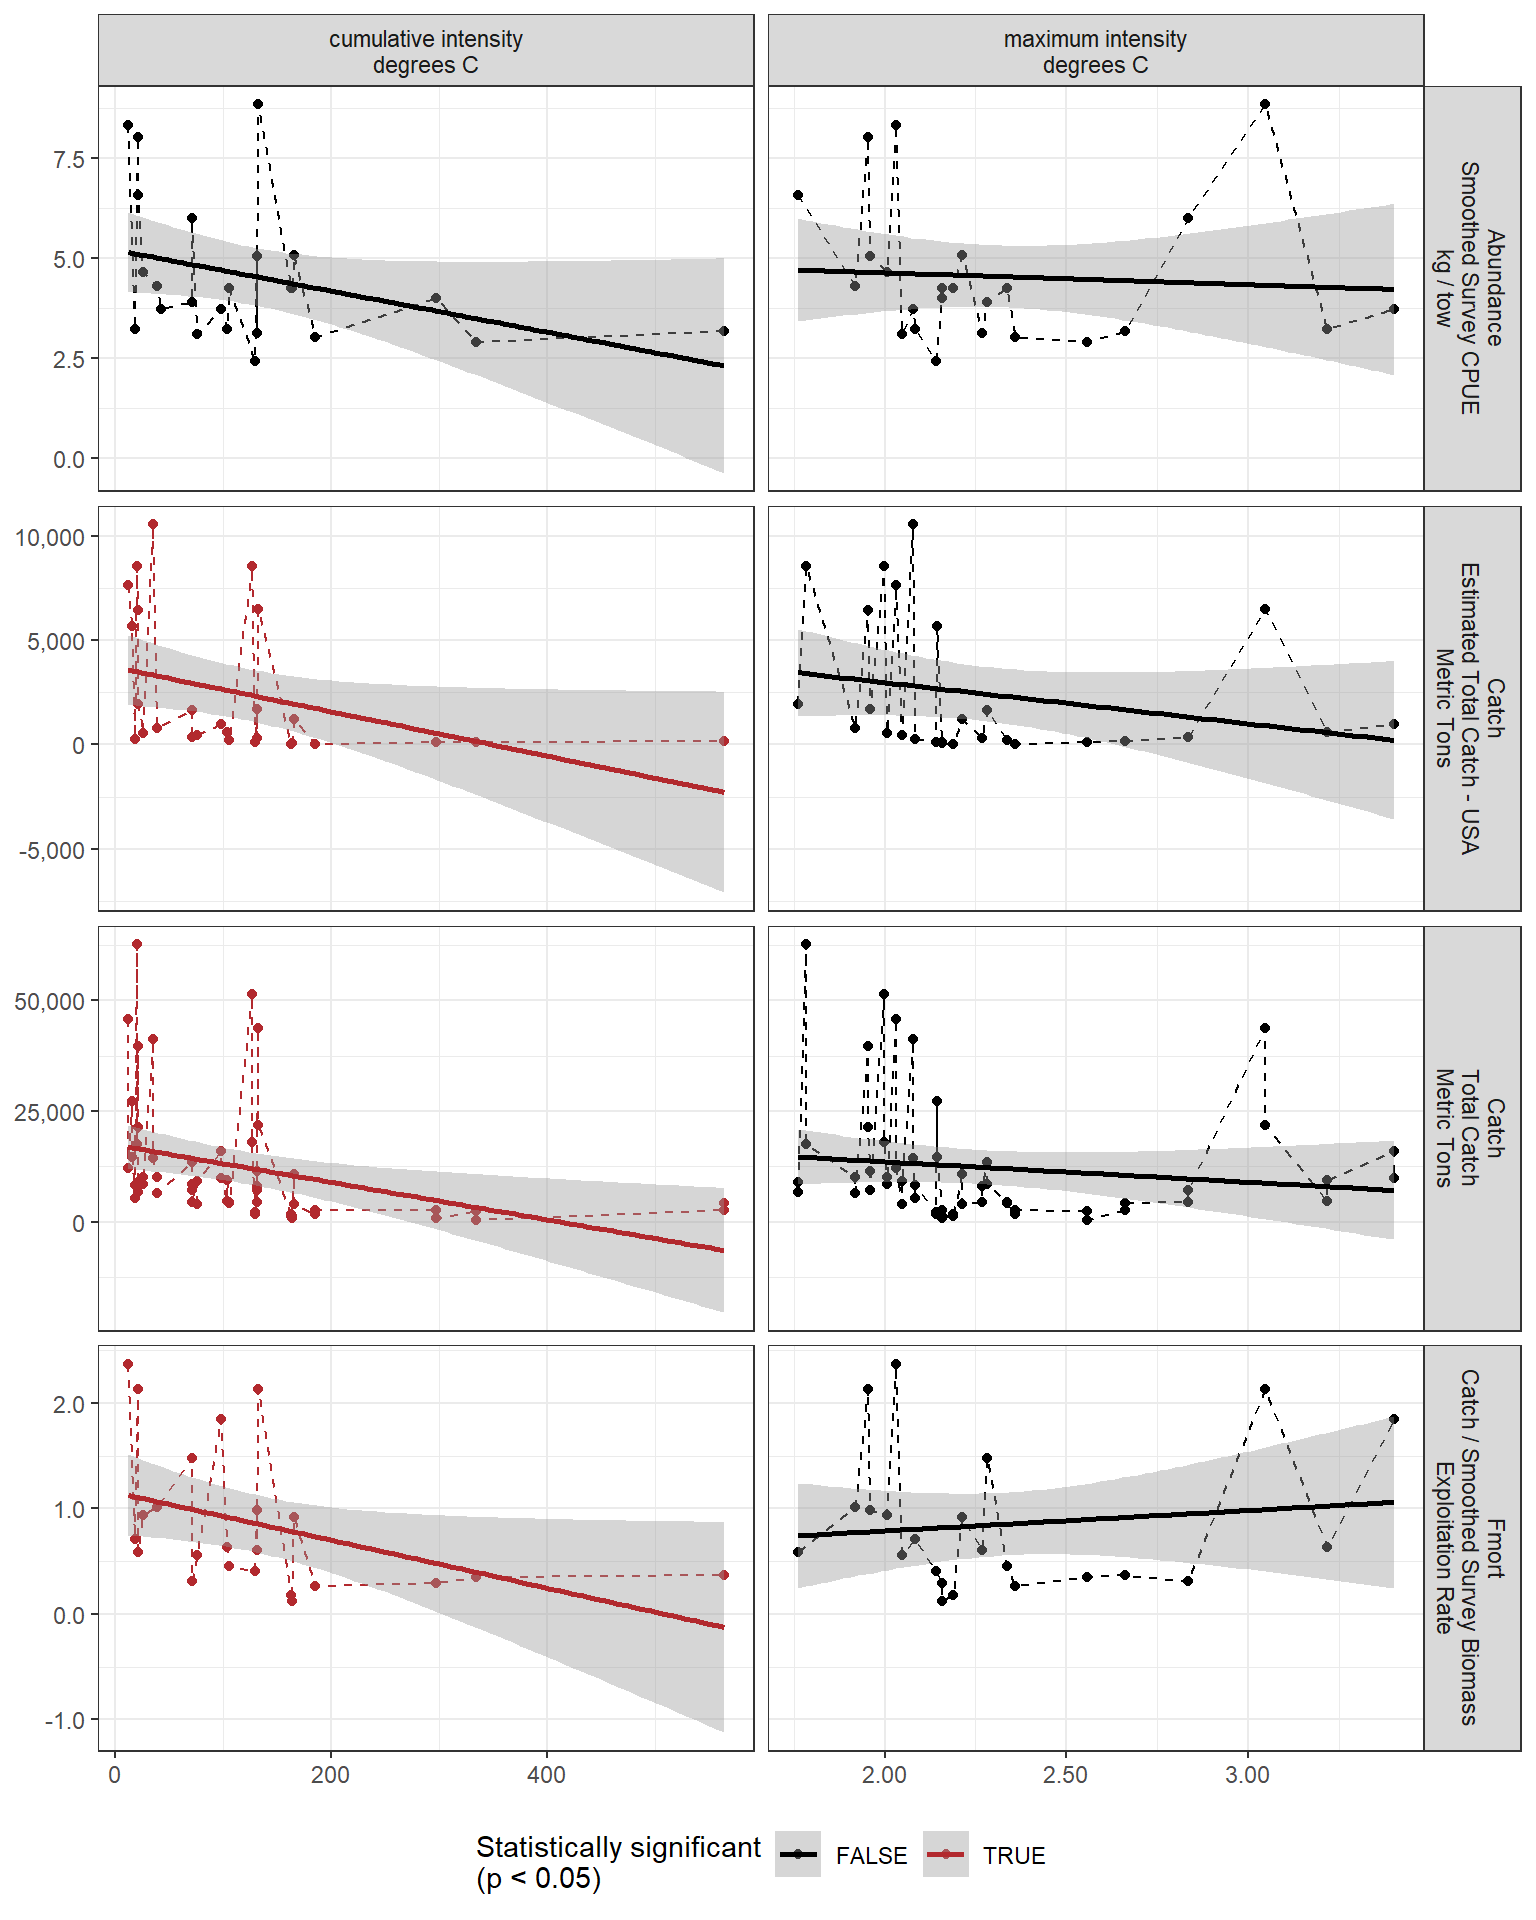 cumulative intensity
degrees C
maximum intensity
degrees C
7.5
5.0
2.5
0.0
Abundance
Smoothed Survey CPUE
kg / tow
10,000
5,000
0
-5,000
Catch
Estimated Total Catch - USA
Metric Tons
50,000
25,000
0
Catch
Total Catch
Metric Tons
2.0
1.0
0.0
-1.0
Fmort
Catch / Smoothed Survey Biomass
Exploitation Rate
0 200 400
2.00 2.50 3.00
Statistically significant
(p < 0.05)
FALSE TRUE